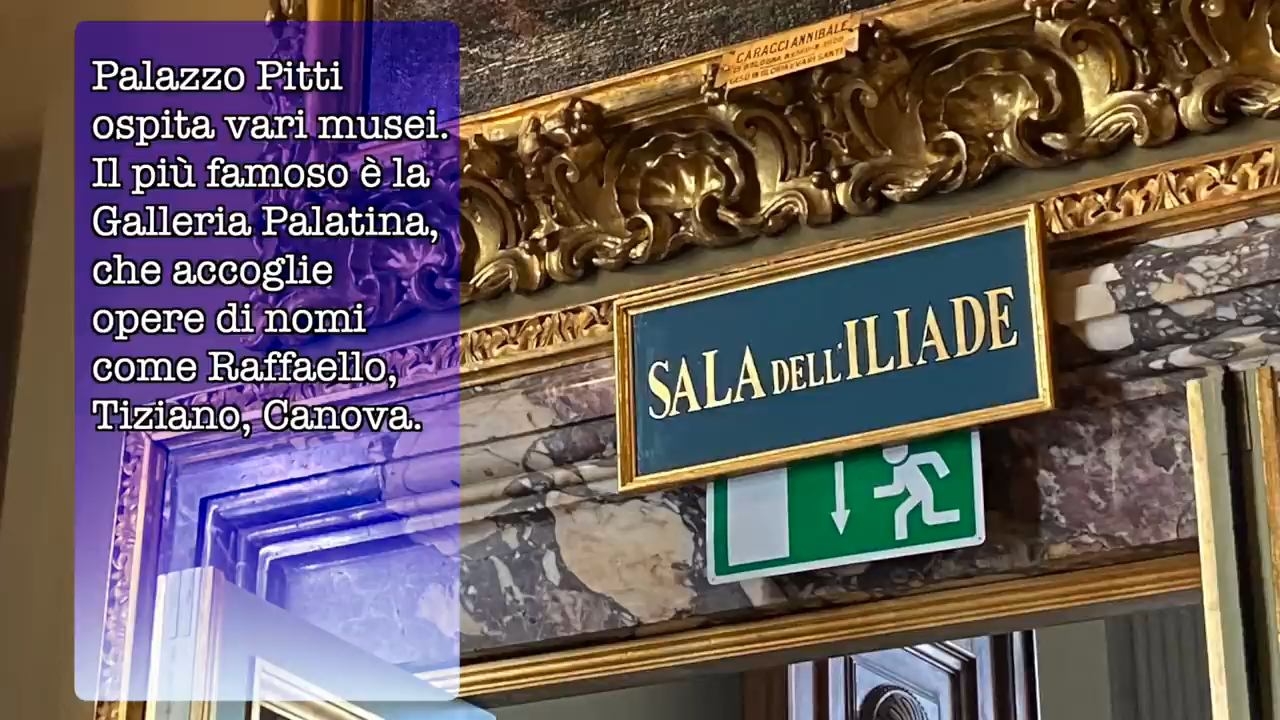 Palazzo Pitti
ospita vari musei.
Il più famoso è la
Galleria Palatina,
che accoglie
opere di nomi
come Raffaello,
Tiziano, Canova.
CARACCI ANNIBALE
SALA DELL'ILIADE